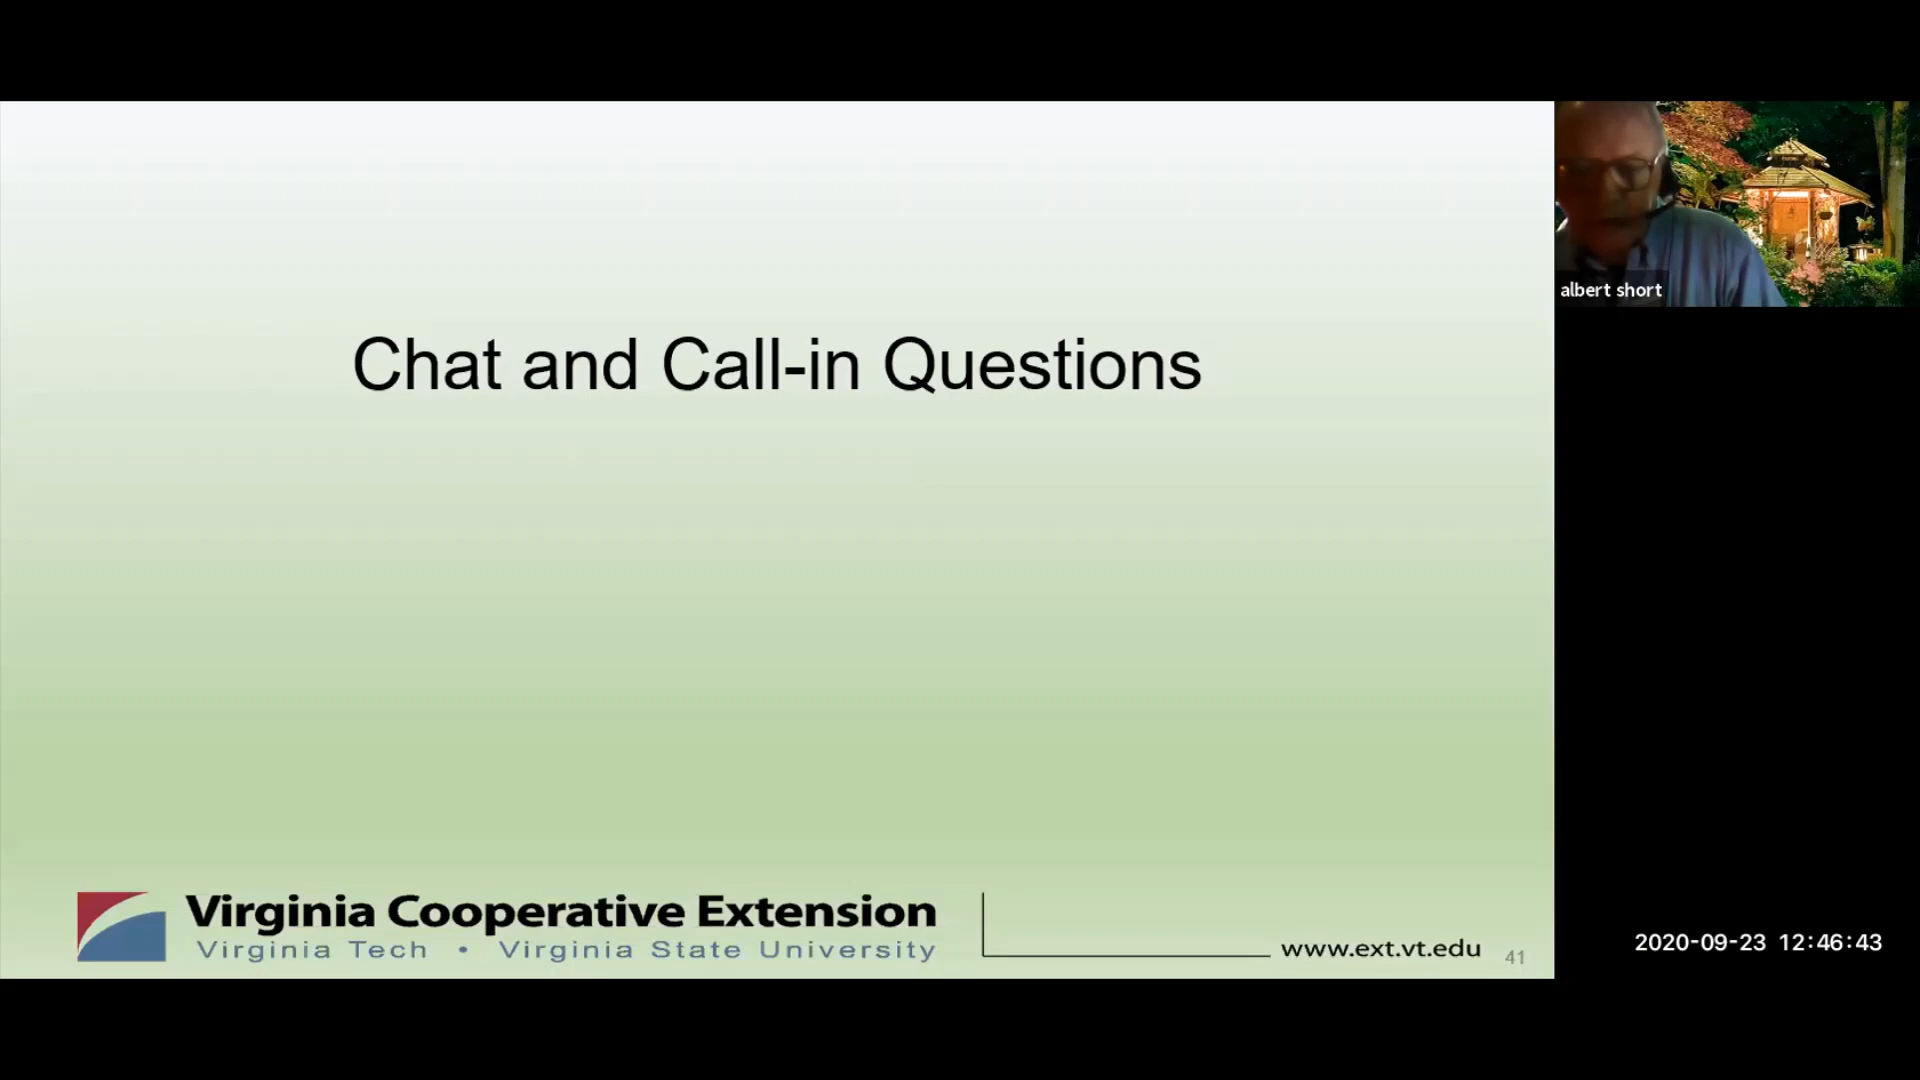 albert short
Chat and Call-in Questions
Virginia Cooperative Extension
Virginia Tech • Virginia State University
www.ext.vt.edu
41
2020-09-23 12:46:43